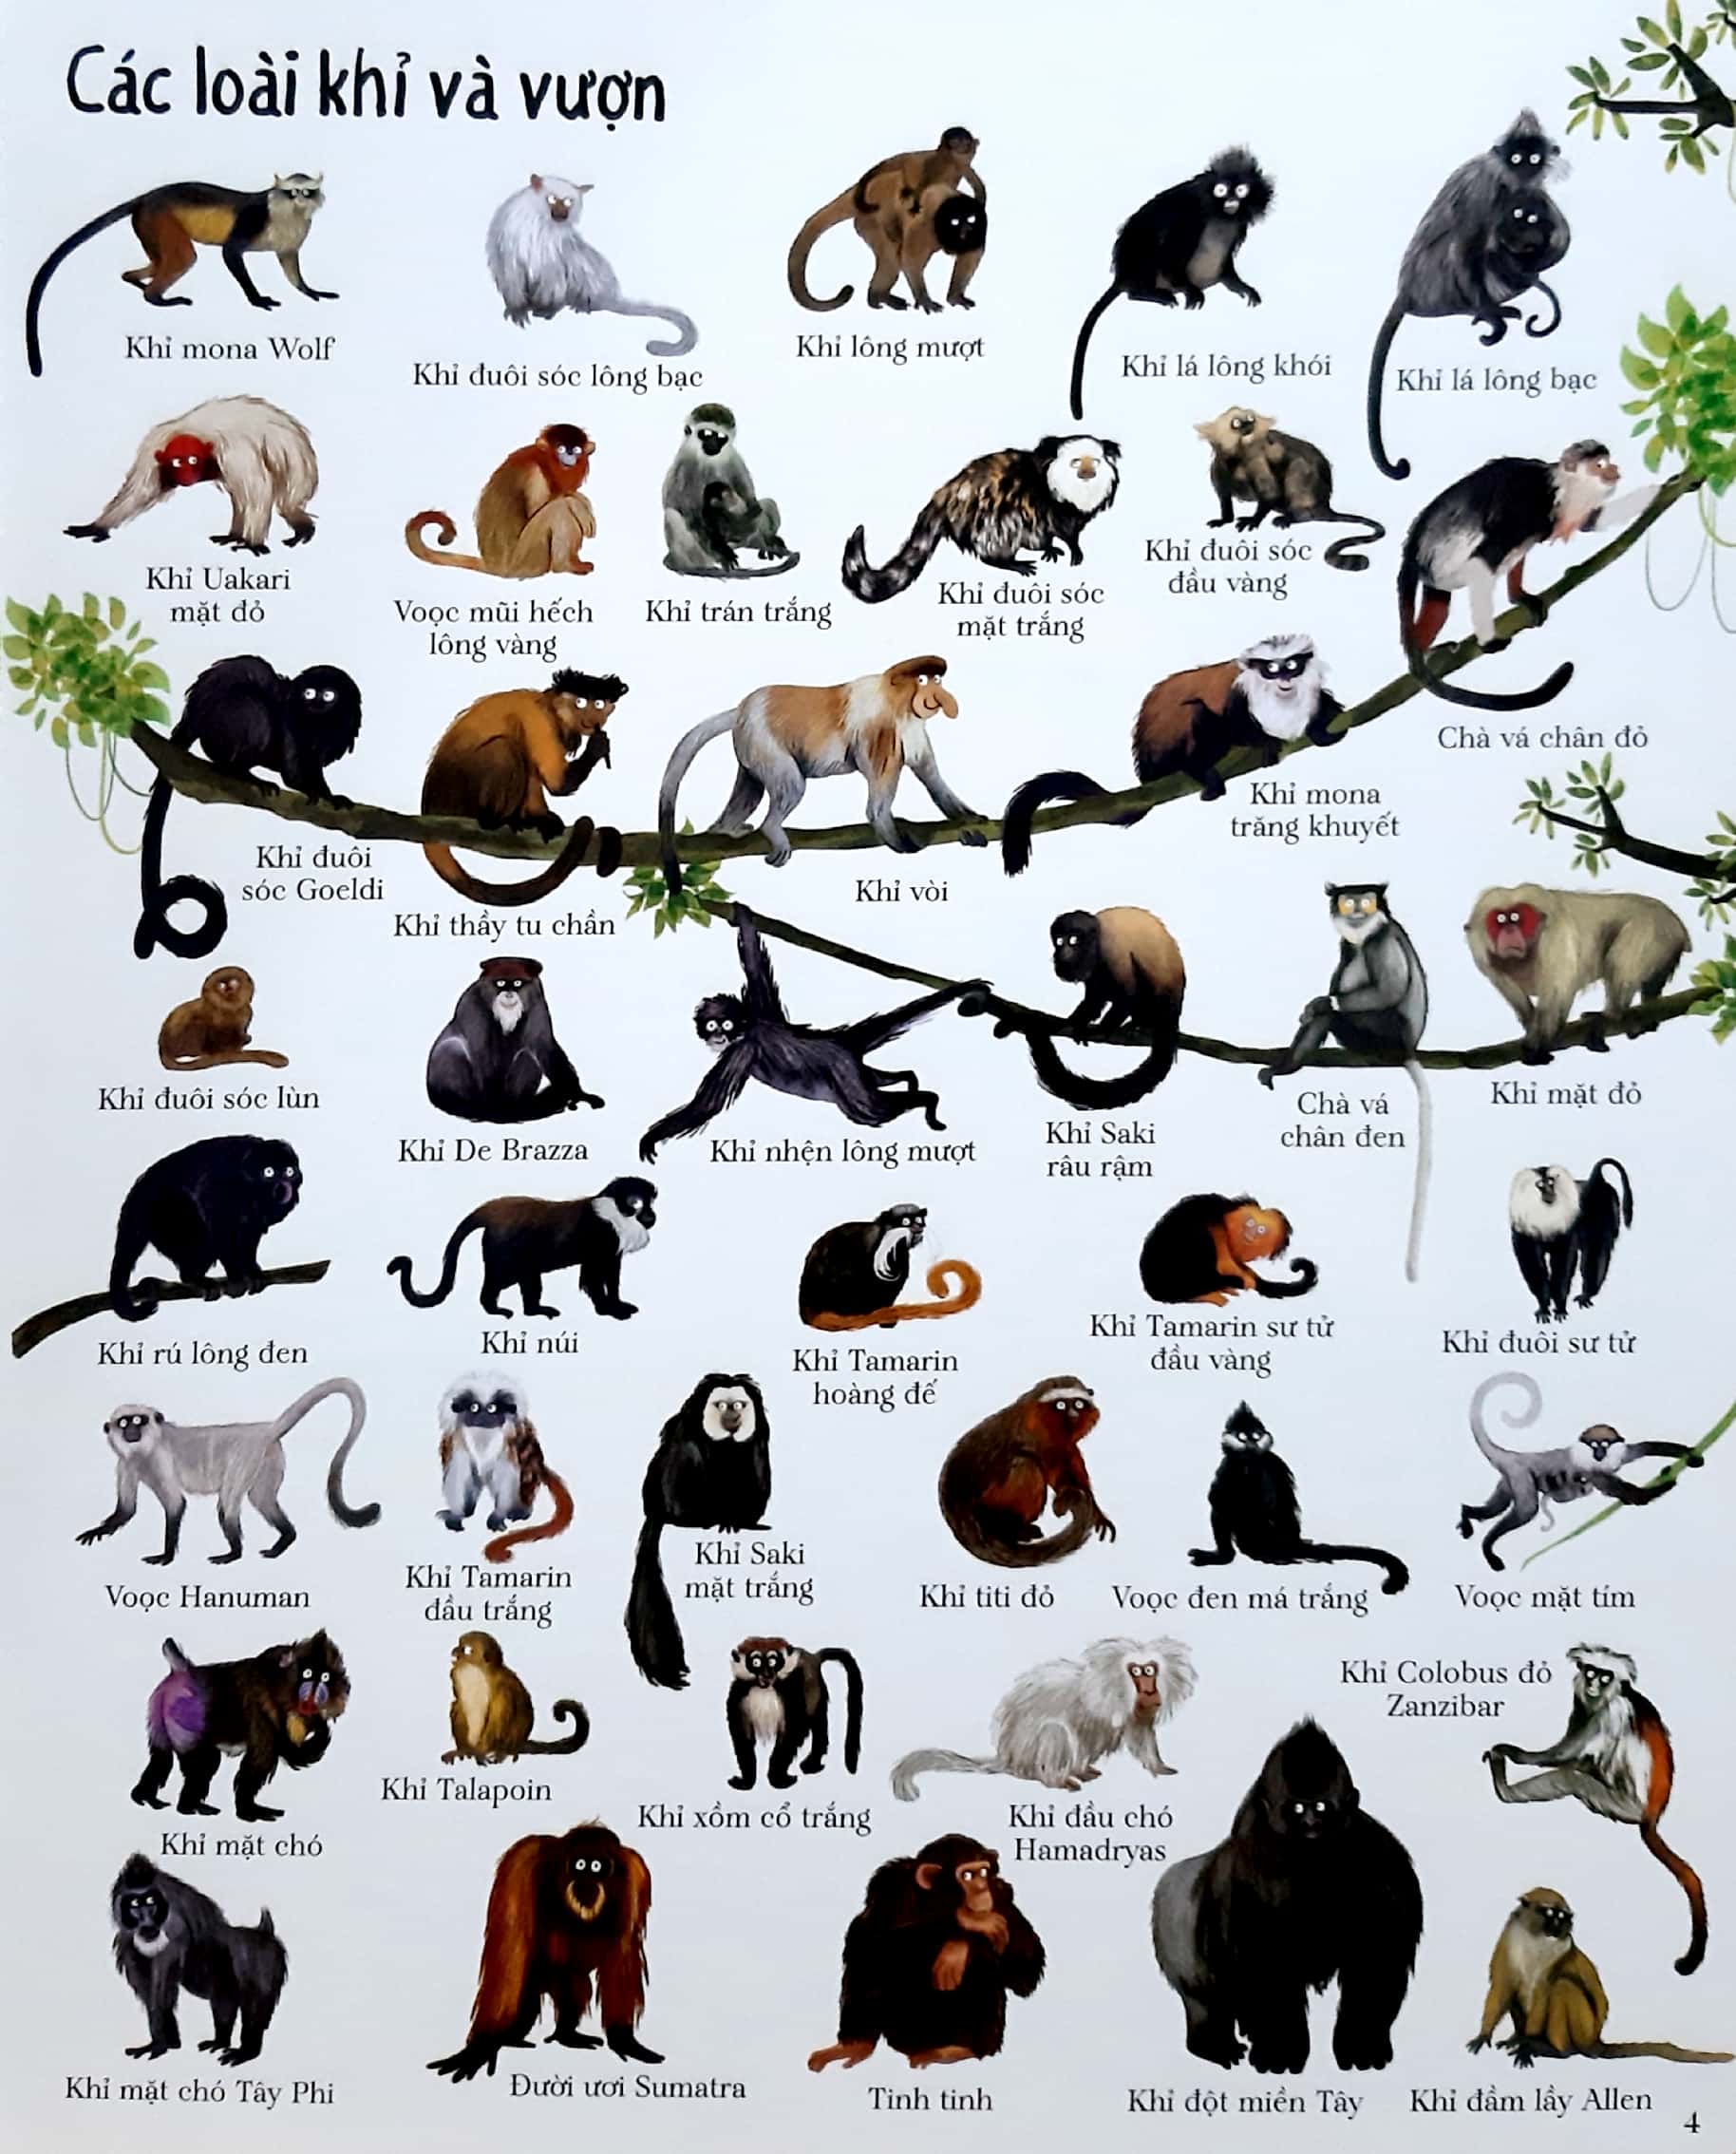 Các loài khỉ và vượn
Khỉ mona Wolf
Khỉ đuôi sóc lông bạc
Khỉ lông mượt
Khỉ lá lông khói
Khỉ lá lông bạc
Khỉ Uakari
mặt đỏ
Voọc mũi hếch
lông vàng
Khỉ trán trắng
Khỉ đuôi sóc
mặt trắng
Khỉ đuôi sóc
đầu vàng
Chà vá chân đỏ
Khỉ đuôi
sóc Goeldi
Khỉ thầy tu chần
Khỉ vòi
Khỉ mona
trăng khuyết
Khỉ đuôi sóc lùn
Khỉ De Brazza
Khỉ nhện lông mượt
Khỉ Saki
râu rậm
Chà vá
chân đen
Khỉ mặt đỏ
Khỉ rú lông đen
Khỉ núi
Khỉ Tamarin
hoàng đế
Khỉ Tamarin sư tử
đầu vàng
Khỉ đuôi sư tử
Voọc Hanuman
Khỉ Tamarin
đầu trắng
Khỉ Saki
mặt trắng
Khỉ titi đỏ
Voọc đen má trắng
Voọc mặt tím
Khỉ mặt chó
Khỉ Talapoin
Khỉ xồm cổ trắng
Khỉ đầu chó
Hamadryas
Khỉ Colobus đỏ
Zanzibar
Khỉ mặt chó Tây Phi
Đười ươi Sumatra
Tinh tinh
Khỉ đột miền Tây
Khỉ đầm lầy Allen
4